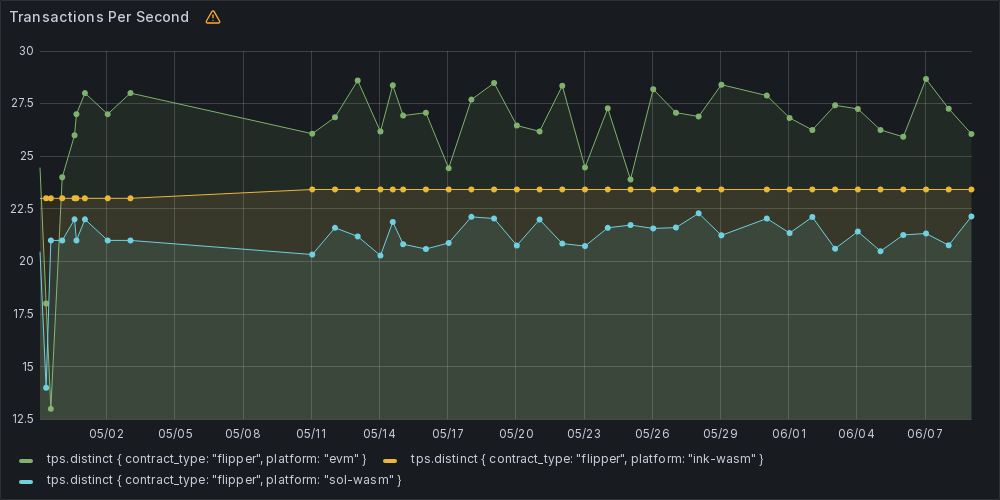 Transactions Per Second
30
27.5
25
22.5
20
17.5
15
12.5
05/02 05/05 05/08 05/11 05/14 05/17 05/20 05/23 05/26 05/29 06/01 06/04 06/07
tps.distinct { contract_type: "flipper", platform: "evm" } tps.distinct { contract_type: "flipper", platform: "ink-wasm" }
tps.distinct { contract_type: "flipper", platform: "sol-wasm" }